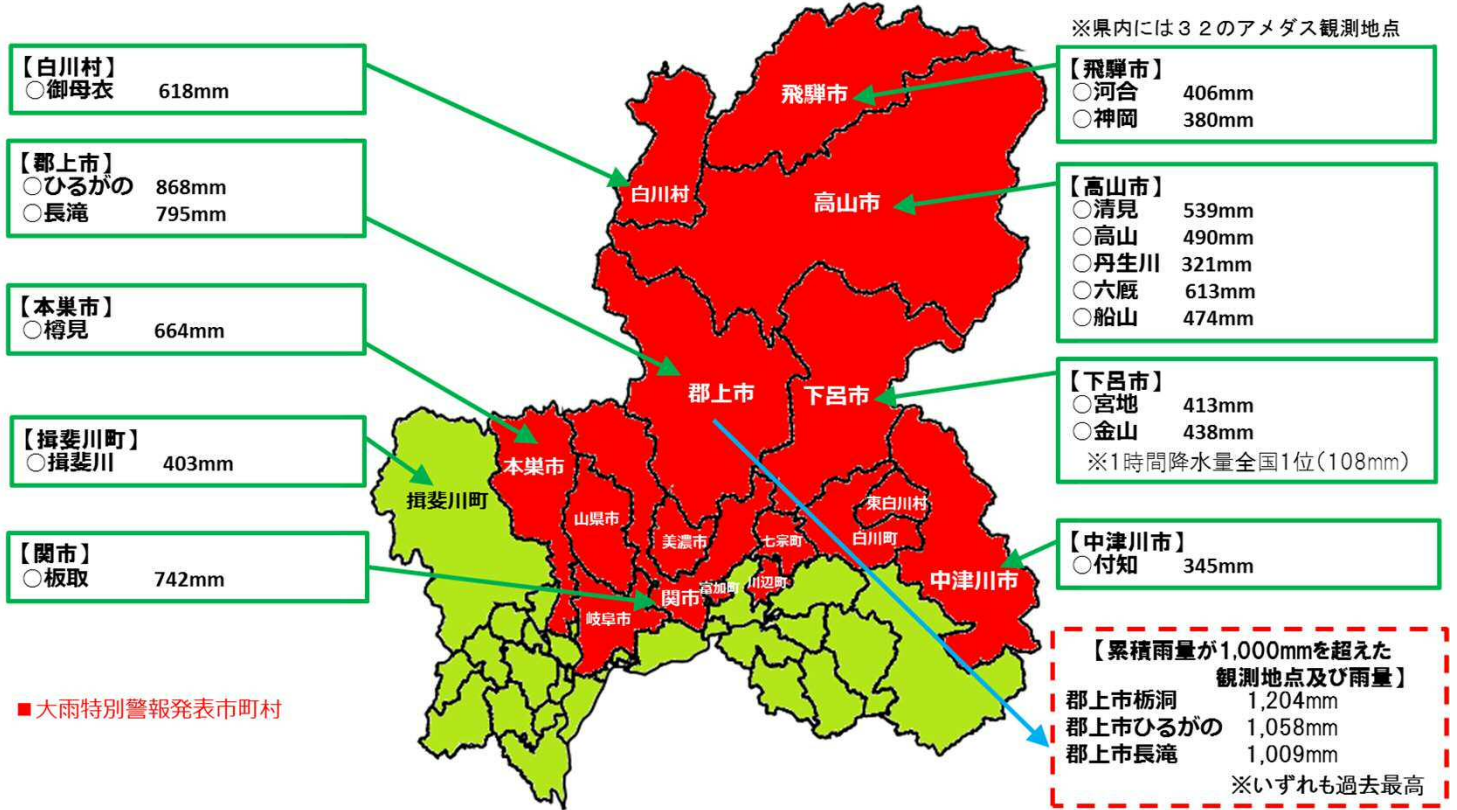 ※県内には３２のアメダス観測地点
【白川村】
○御母衣 618mm
【郡上市】
○ひるがの 868mm
○長滝 795mm
【本巣市】
○樽見 664mm
【揖斐川町】
○揖斐川 403mm
【関市】
○板取 742mm
■大雨特別警報発表市町村
飛騨市
白川村
高山市
郡上市
下呂市
本巣市
揖斐川町
山県市
美濃市
七宗町
東白川村
白川町
中津川市
関市
富加町
川辺町
岐阜市
【飛騨市】
○河合 406mm
○神岡 380mm
【高山市】
○清見 539mm
○高山 490mm
○丹生川 321mm
○六厩 613mm
○船山 474mm
【下呂市】
○宮地 413mm
○金山 438mm
※1時間降水量全国1位(108mm)
【中津川市】
○付知 345mm
【累積雨量が1,000mmを超えた
観測地点及び雨量】
郡上市栃洞 1,204mm
郡上市ひるがの 1,058mm
郡上市長滝 1,009mm
※いずれも過去最高